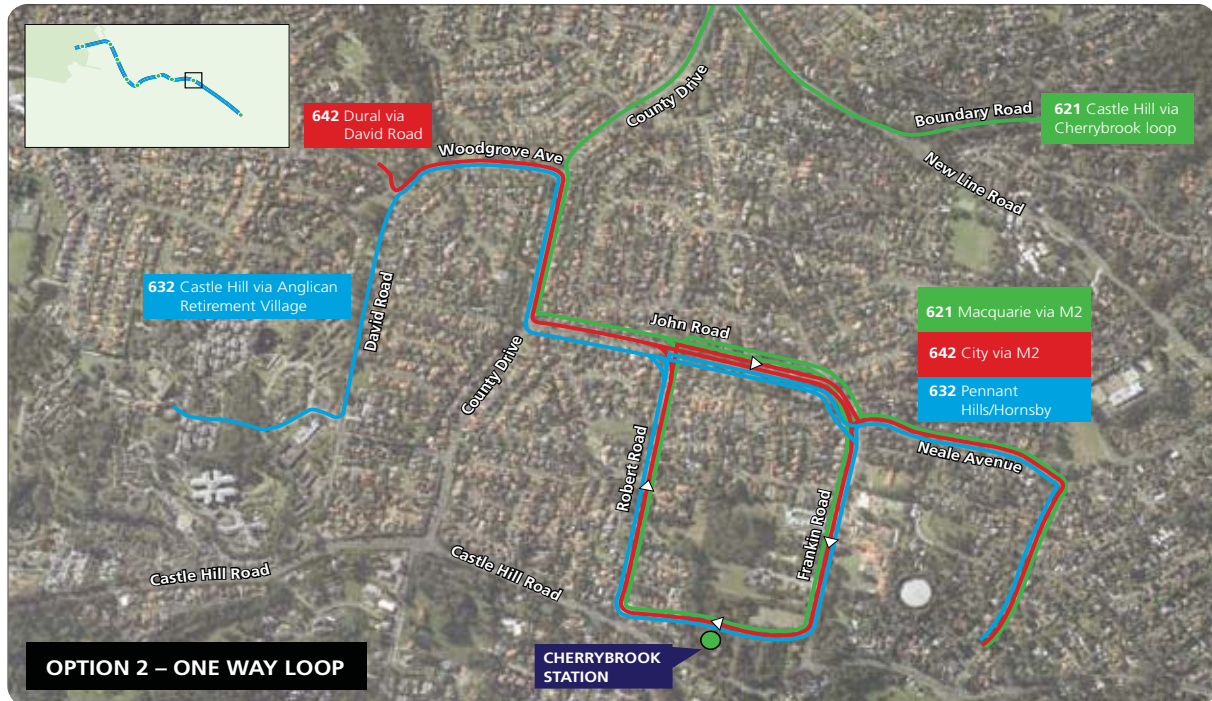 642 Dural via
David Road
Woodgrove Ave
County Drive
Boundary Road
621 Castle Hill via
Cherrybrook loop
New Line Road
632 Castle Hill via Anglican
Retirement Village
David Road
John Road
621 Macquarie via M2
642 City via M2
632 Pennant
Hills/Hornsby
County Drive
Neale Avenue
Robert Road
Frankin Road
Castle Hill Road
Castle Hill Road
OPTION 2 – ONE WAY LOOP
CHERRYBROOK
STATION